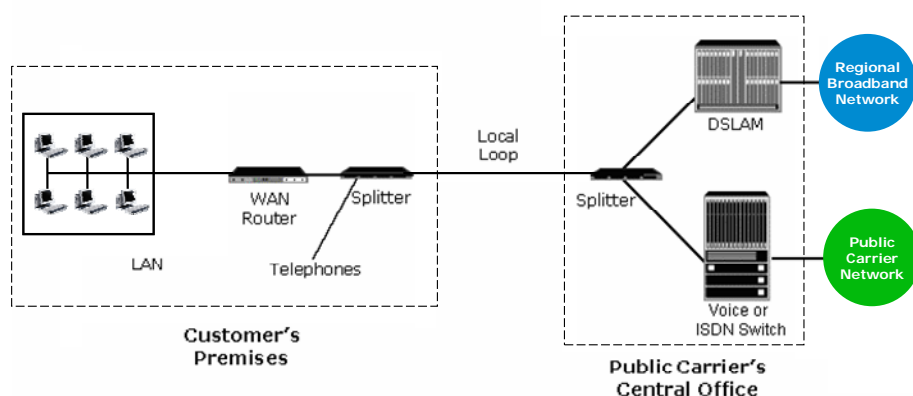 LAN
WAN
Router
Splitter
Telephones
Customer's
Premises
Local
Loop
Splitter
DSLAM
Voice or
ISDN Switch
Public Carrier's
Central Office
Regional
Broadband
Network
Public
Carrier
Network